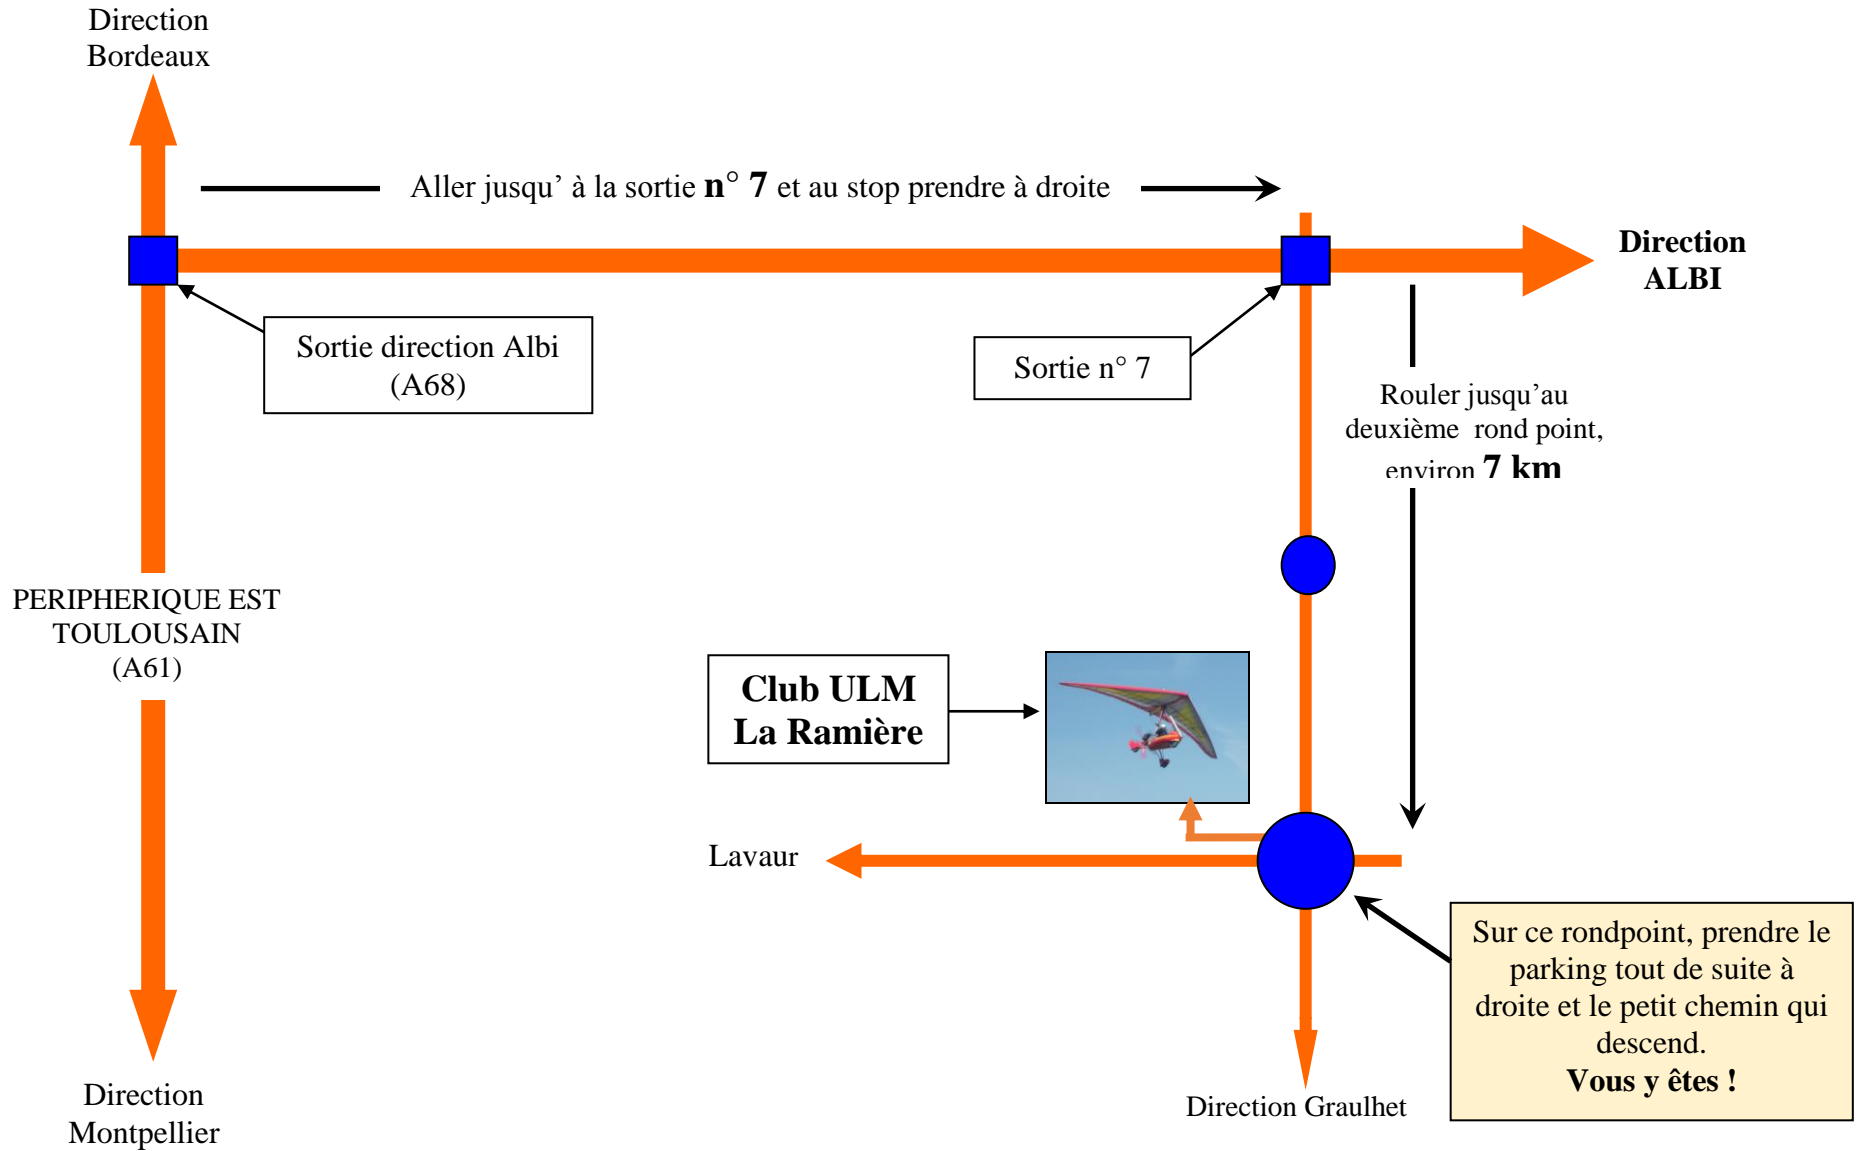 Direction
Bordeaux
Aller jusqu’ à la sortie n° 7 et au stop prendre à droite
Direction
ALBI
Sortie direction Albi
(A68)
Sortie n° 7
Rouler jusqu’au
deuxième rond point,
environ 7 km
PERIPHERIQUE EST
TOULOUSAIN
(A61)
Club ULM
La Ramière
Lavaur
Sur ce rondpoint, prendre le
parking tout de suite à
droite et le petit chemin qui
descend.
Vous y êtes !
Direction
Montpellier
Direction Graulhet